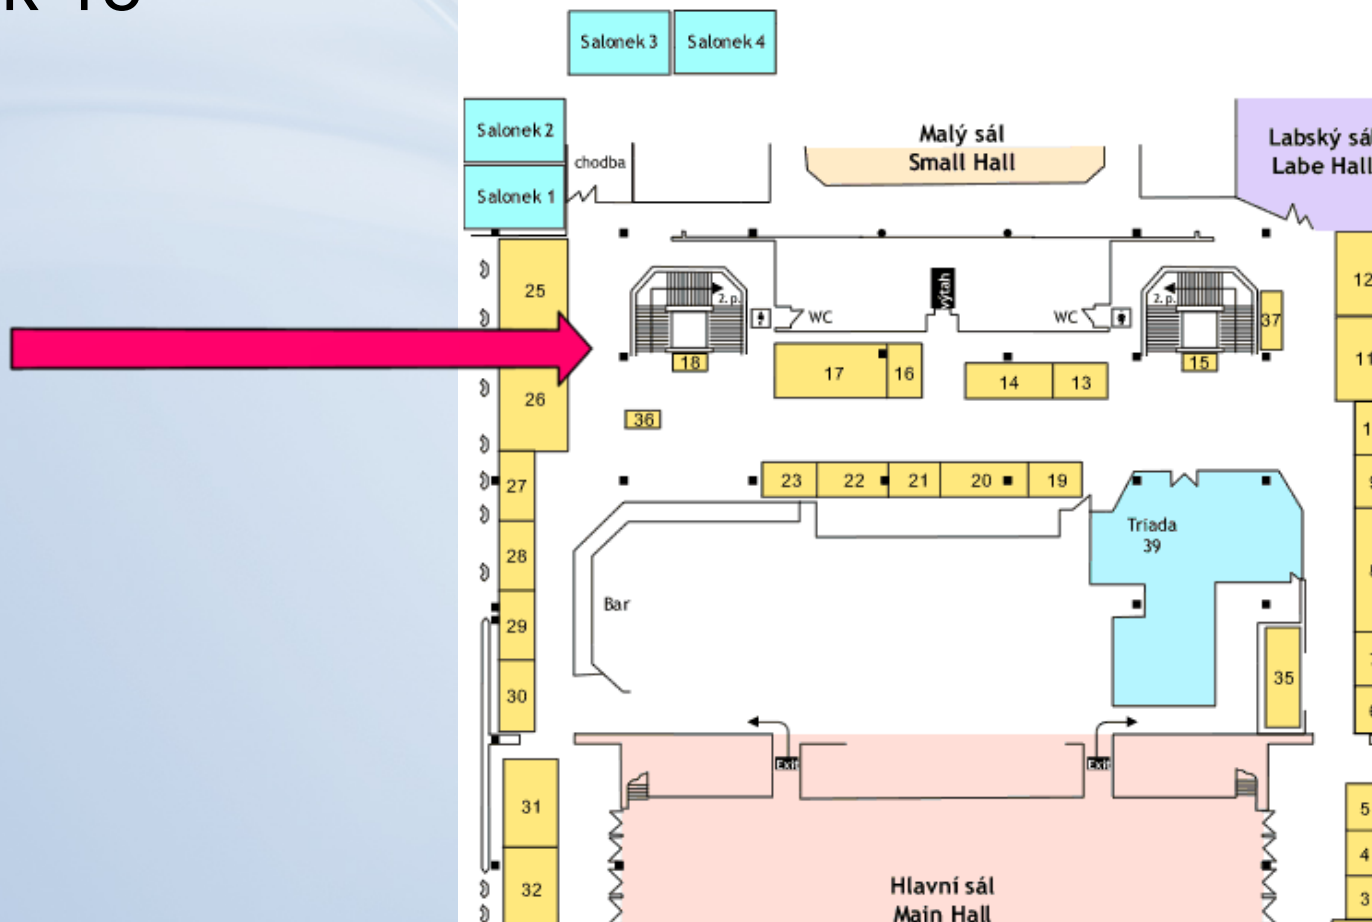 Salonek 3
Salonek 4
Salonek 2
Salonek 1
chodba
Malý sál
Small Hall
Labský sá
Labe Hall
25
26
27
28
29
30
31
32
2. p.
18
WC
výtah
WC
2. p.
15
37
12
11
17
16
14
13
36
23
22
21
20
19
Triada
39
Bar
35
Exit
Exit
5
4
3
Hlavní sál
Main Hall